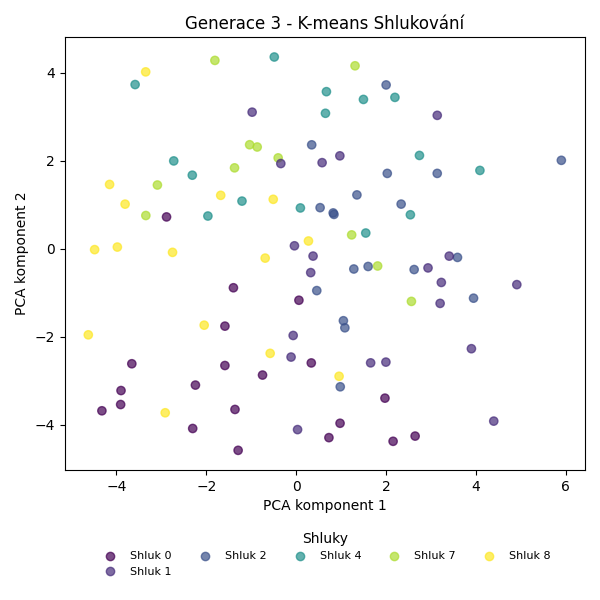 Generace 3 - K-means Shlukování
4
2
0
−2
−4
PCA komponent 2
−4 −2 0 2 4 6
PCA komponent 1
Shluky
Shluk 0 Shluk 2 Shluk 4 Shluk 7 Shluk 8
Shluk 1